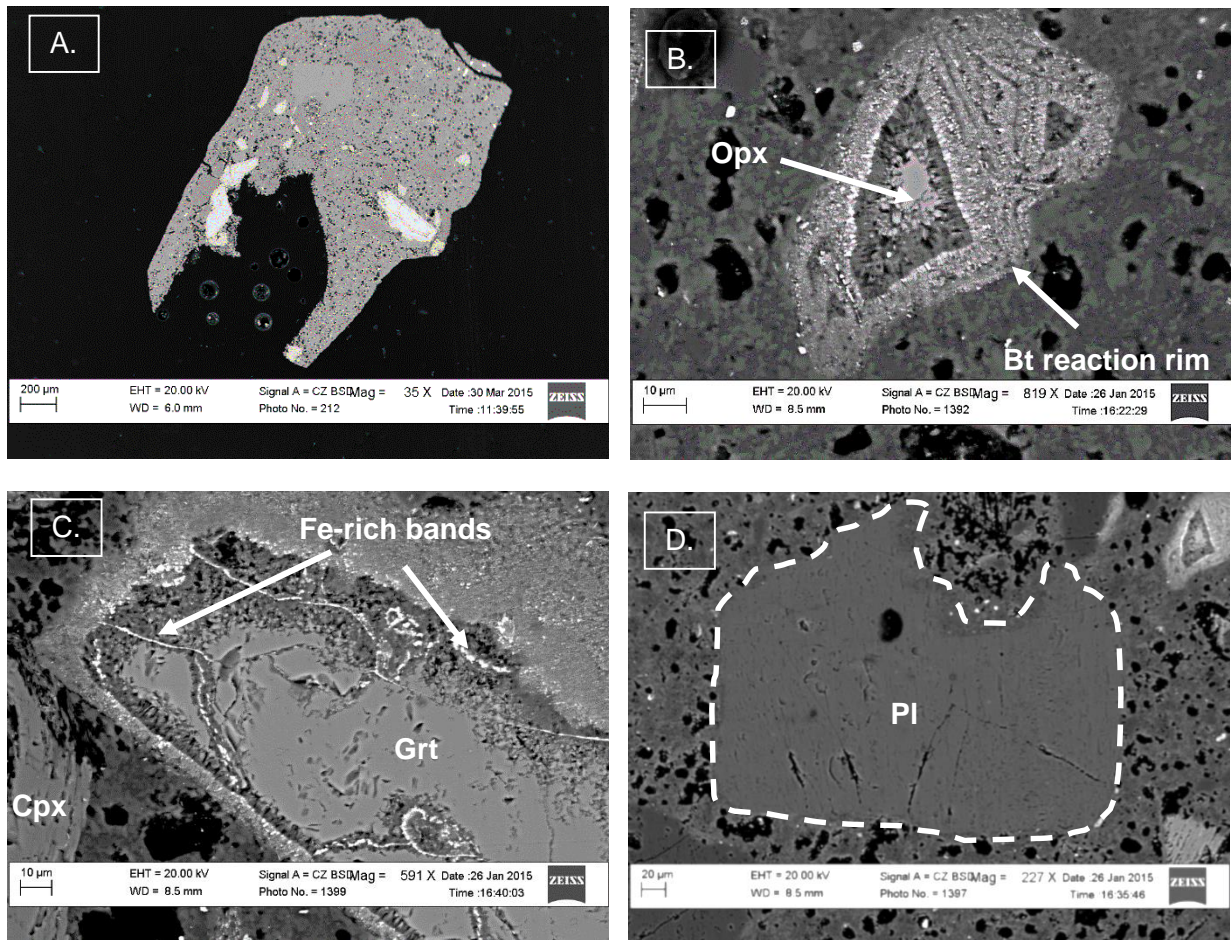 A.
200 µm
EHT = 20.00 kV
WD = 6.0 mm
Signal A = CZ BSD
Photo No. = 212
Mag = 35 X
Date :30 Mar 2015
Time :11:39:55
ZEISS
B.
Opx
Bt reaction rim
10 µm
EHT = 20.00 kV
WD = 8.5 mm
Signal A = CZ BSD
Photo No. = 1392
Mag = 819 X
Date :26 Jan 2015
Time :16:22:29
ZEISS
C.
Fe-rich bands
Grt
Cpx
10 µm
EHT = 20.00 kV
WD = 8.5 mm
Signal A = CZ BSD
Photo No. = 1399
Mag = 591 X
Date :26 Jan 2015
Time :16:40:03
ZEISS
D.
Pl
20 µm
EHT = 20.00 kV
WD = 8.5 mm
Signal A = CZ BSD
Photo No. = 1397
Mag = 227 X
Date :26 Jan 2015
Time :16:35:46
ZEISS